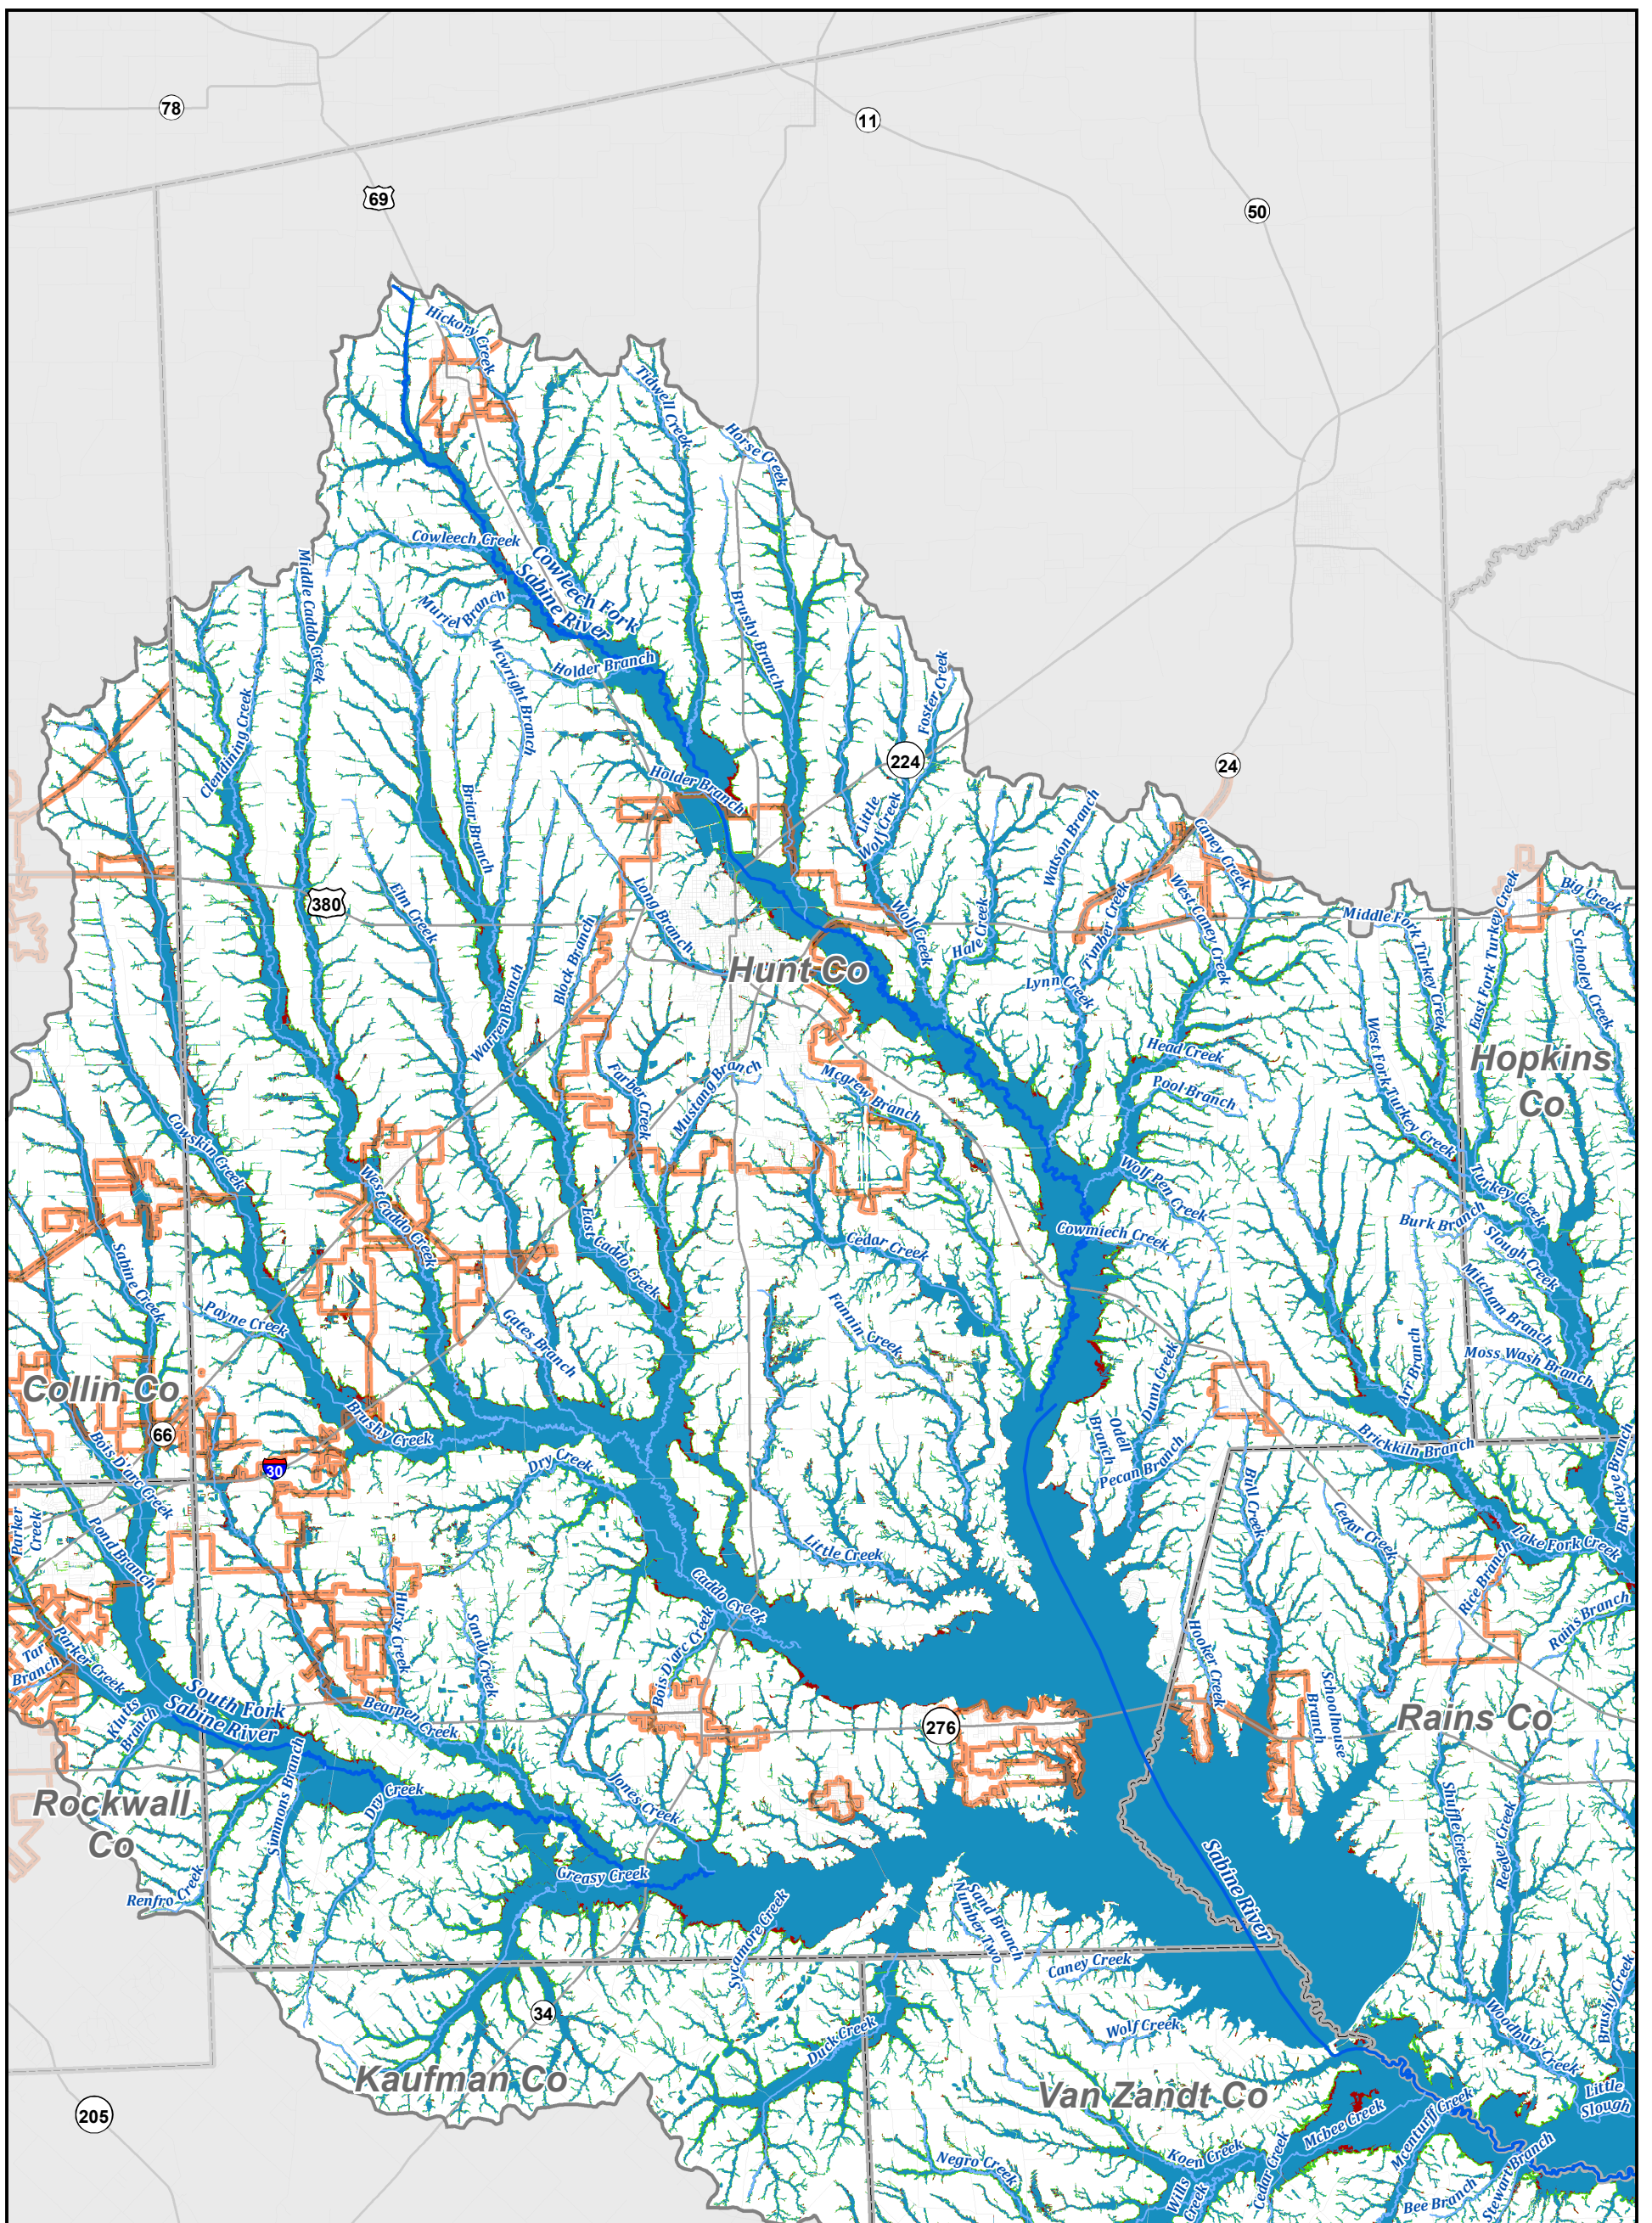 78
11
69
50
Hickory Creek
Tidwell Creek
Horse Creek
Cowleech Creek
Cowleech Fork
Sabine River
Middle Caddo Creek
Muriel Branch
Brushy Branch
Mcwright Branch
Holder Branch
Foster Creek
Clendining Creek
224
24
Holder Branch
Briar Branch
Little
Wolf Creek
Watson Branch
Caney Creek
380
Elm Creek
Long Branch
Block Branch
Wolf Creek
Hale Creek
Timber Creek
West Caney Creek
Middle Fork Turkey Creek
East Fork Turkey Creek
Big Creek
Schooley Creek
Hunt Co
Lynn Creek
Warren Branch
West Fork Turkey Creek
Hopkins
Co
Head Creek
Pool Branch
Farber Creek
Mustang Branch
Mcgrew Branch
Cowskin Creek
West Caddo Creek
Wolf Pen Creek
Turkey Creek
Burk Branch
Slough Creek
East Caddo Creek
Cedar Creek
Cowmiech Creek
Sabine Creek
Mitcham Branch
Payne Creek
Gates Branch
Fannin Creek
Moss Wash Branch
Arr Branch
Collin Co
66
Dunn Creek
Odell
Branch
Brushy Creek
Bois D'arc Creek
30
Dry Creek
Pecan Branch
Brickkiln Branch
Buckeye Branch
Bull Creek
Cedar Creek
Parker
Creek
Pond Branch
Little Creek
Lake Fork Creek
Rice Branch
Rains Branch
Caddo Creek
Hurst Creek
Sandy Creek
Bois D'arc Creek
Hooker Creek
Tar
Branch
Parker Creek
Schoolhouse
Branch
South Fork
Sabine River
Klutts
Branch
Bearpen Creek
276
Rains Co
Rockwall
Co
Simmons Branch
Dry Creek
Jones Creek
Shuffle Creek
Reeder Creek
Sabine River
Greasy Creek
Renfro Creek
Sycamore Creek
Sand Branch
Number Two
Caney Creek
34
Wolf Creek
Duck Creek
Woodbury Creek
Brushy Creek
Kaufman Co
Van Zandt Co
205
Little
Slough
Mcbee Creek
Mcnturff Creek
Koen Creek
Cedar Creek
Negro Creek
Wills
Creek
Bee Branch
Stewart Branch